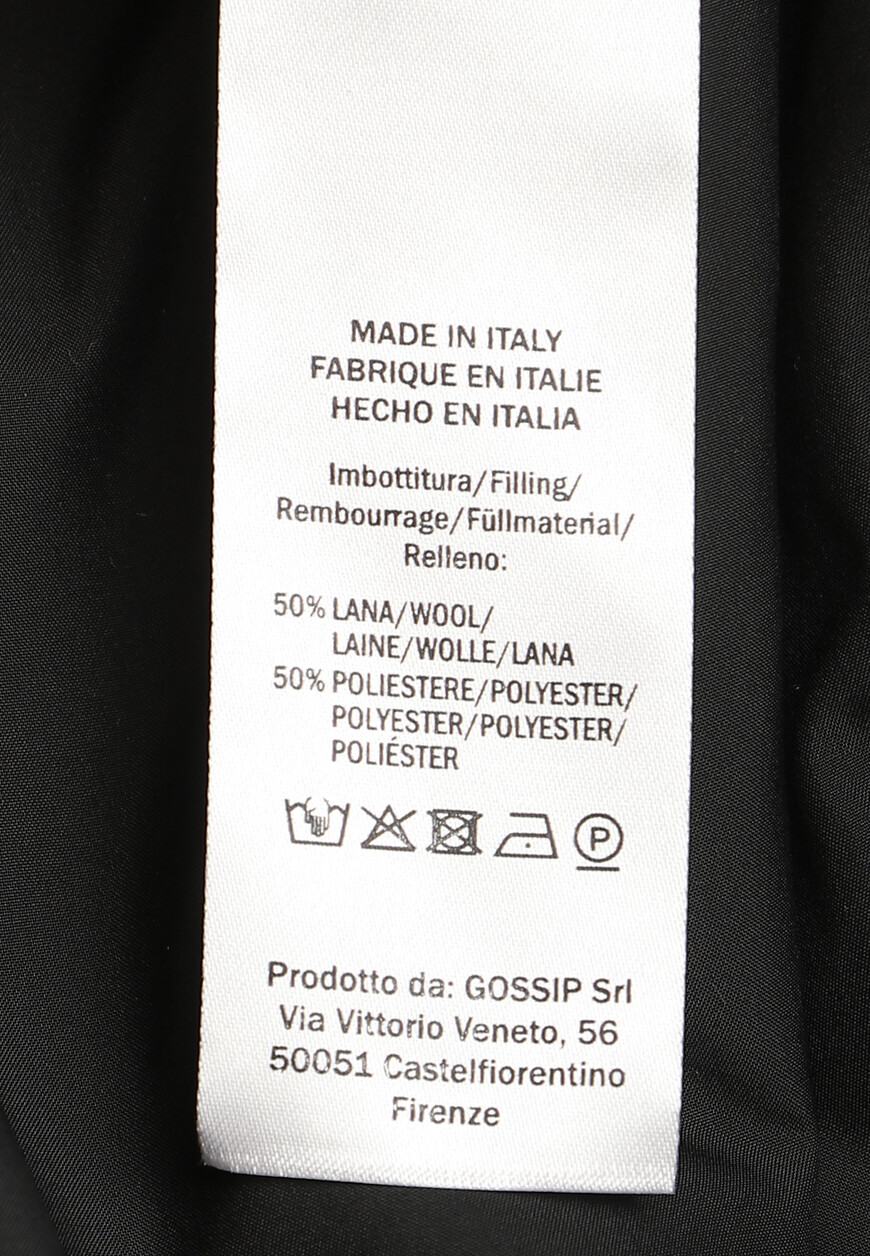 MADE IN ITALY
FABRIQUE EN ITALIE
HECHO EN ITALIA
Imbottitura/Filling/
Rembourrage/Füllmaterial/
Relleno:
50% LANA/WOOL/
LAINE/WOLLE/LANA
50% POLIESTERE/POLYESTER/
POLYESTER/POLYESTER/
POLIÉSTER
P
Prodotto da: GOSSIP Srl
Via Vittorio Veneto, 56
50051 Castelfiorentino
Firenze